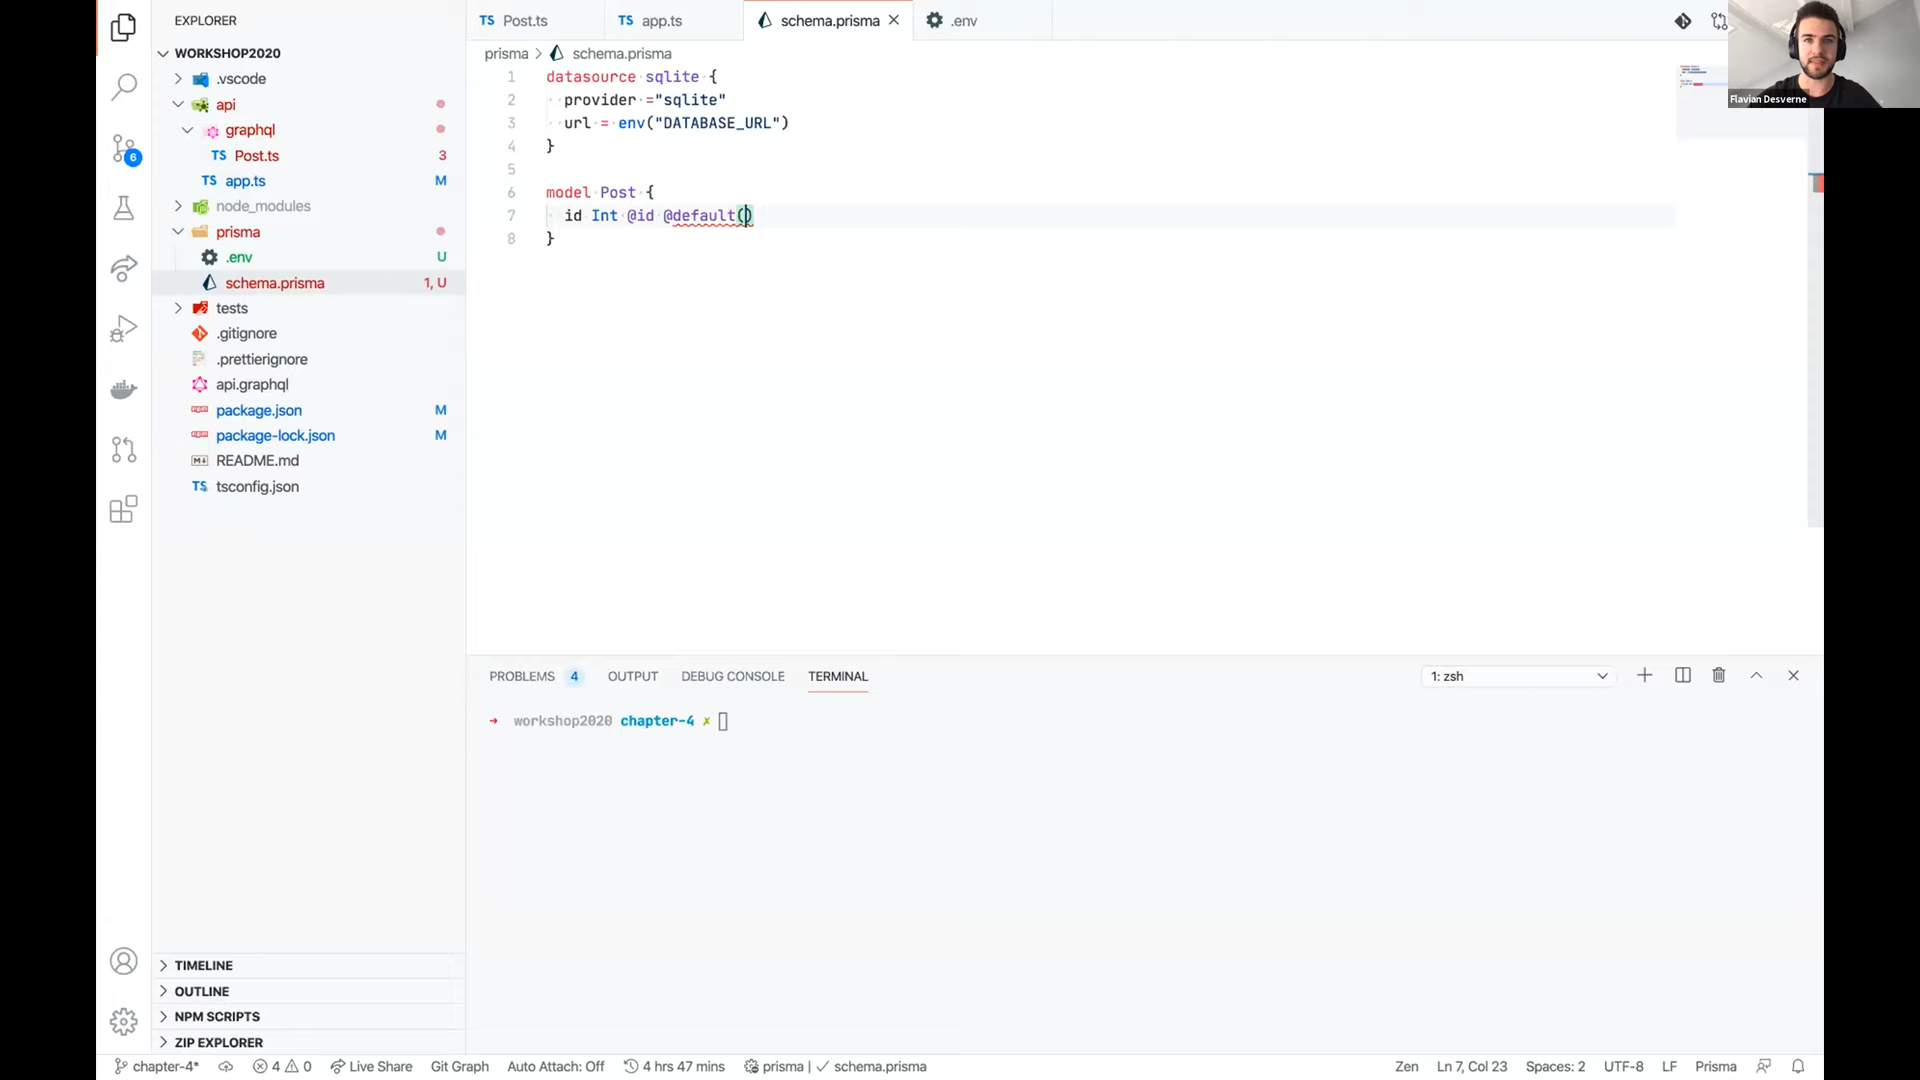 EXPLORER
WORKSHOP2020
.vscode
api
graphql
TS Post.ts 3
TS app.ts M
node_modules
prisma
.env U
schema.prisma 1, U
tests
.gitignore
.prettierignore
api.graphql
package.json M
package-lock.json M
README.md
TS tsconfig.json
6
TIMELINE
OUTLINE
NPM SCRIPTS
ZIP EXPLORER
TS Post.ts
TS app.ts
schema.prisma
.env
prisma > schema.prisma
1 datasource sqlite {
2 provider ="sqlite"
3 url = env("DATABASE_URL")
4 }
5
6 model Post {
7 id Int @id @default()
8 }
Flavian Desverne
PROBLEMS 4 OUTPUT DEBUG CONSOLE TERMINAL
1: zsh
→ workshop2020 chapter-4 ✗
chapter-4* 4 0 Live Share Git Graph Auto Attach: Off 4 hrs 47 mins prisma | ✓ schema.prisma
Zen Ln 7, Col 23 Spaces: 2 UTF-8 LF Prisma